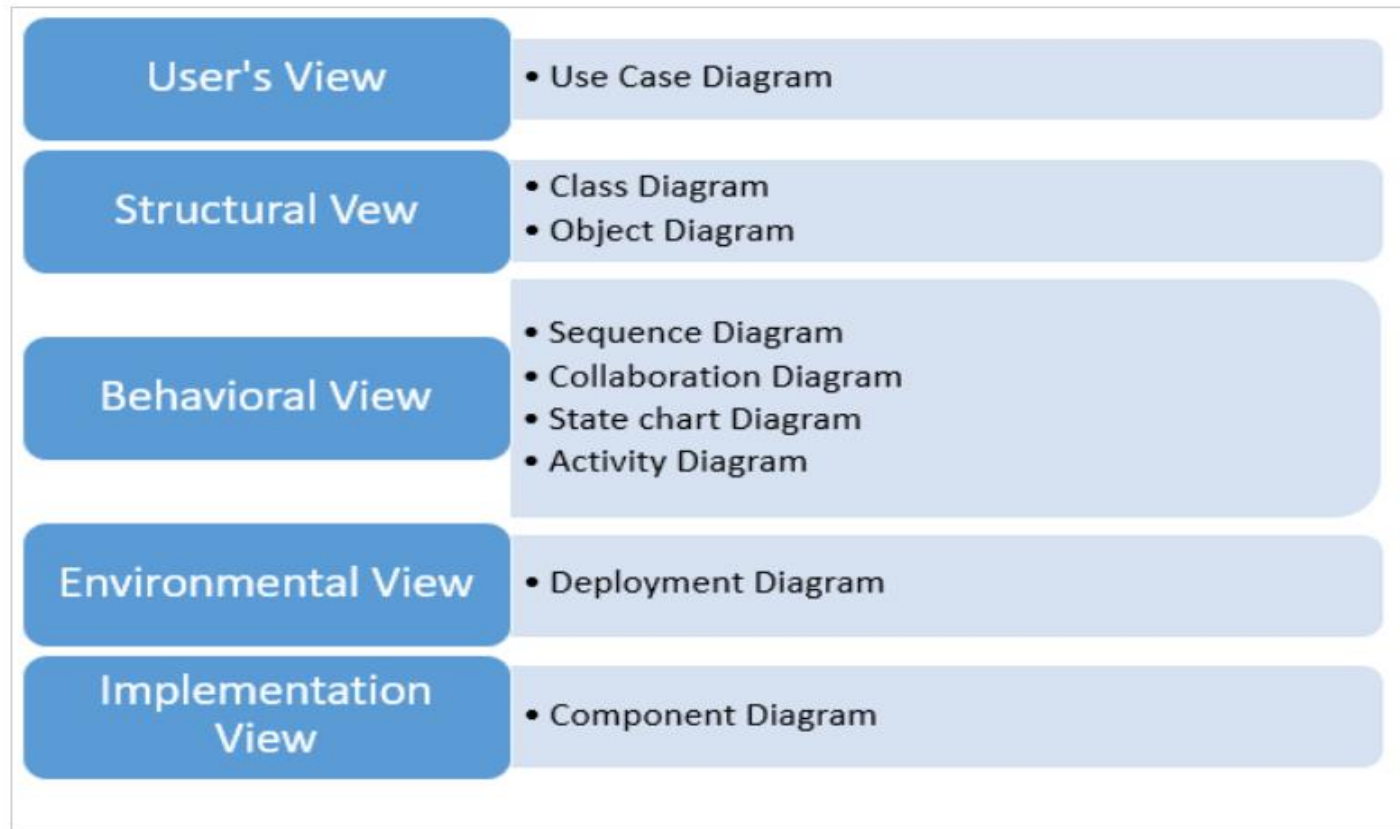 User's View
• Use Case Diagram
Structural Vew
• Class Diagram
• Object Diagram
Behavioral View
• Sequence Diagram
• Collaboration Diagram
• State chart Diagram
• Activity Diagram
Environmental View
• Deployment Diagram
Implementation
View
• Component Diagram